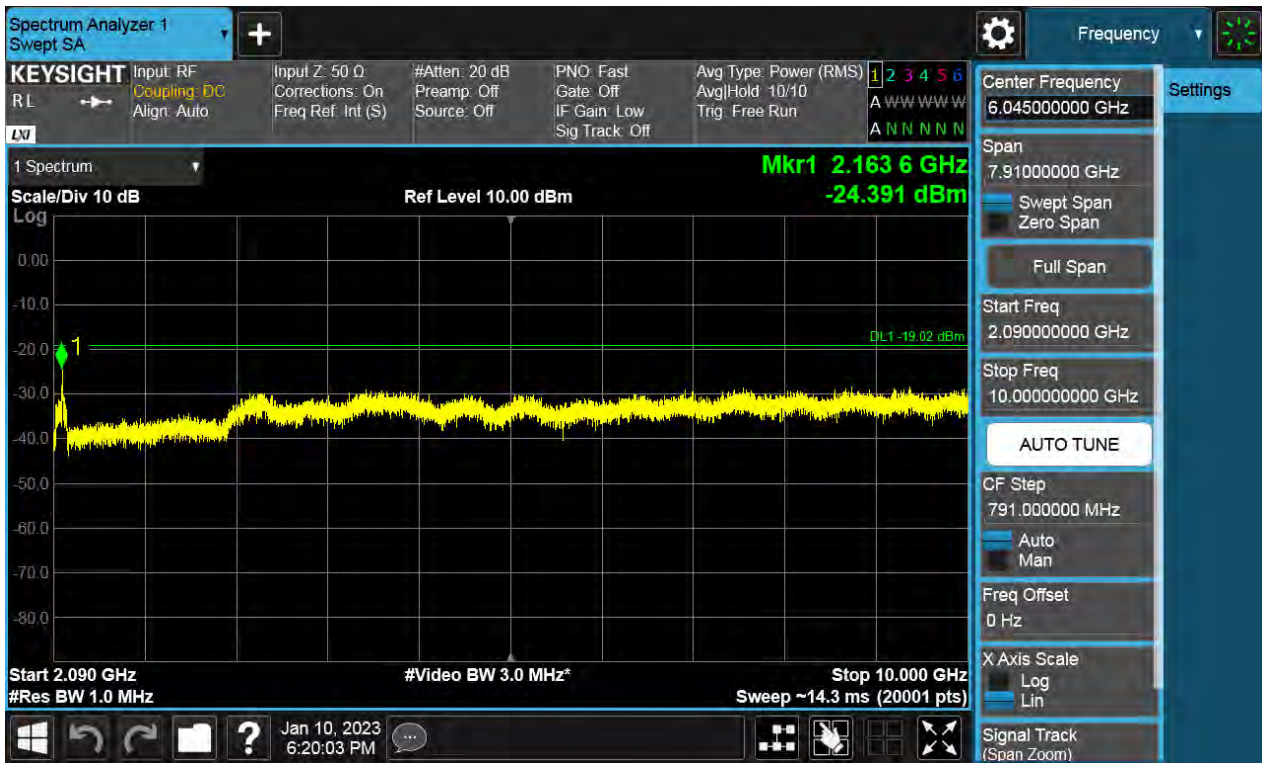 Spectrum Analyzer 1
Swept SA
Frequency
KEYSIGHT
RL
LXI
Input: RF
Coupling: DC
Align: Auto
Input Z: 50 Ω
Corrections: On
Freq Ref: Int (S)
#Atten: 20 dB
Preamp: Off
Source: Off
PNO: Fast
Gate: Off
IF Gain: Low
Sig Track: Off
Avg Type: Power (RMS)
Avg|Hold: 10/10
Trig: Free Run
1 2 3 4 5 6
A W W W W W
A N N N N N
1 Spectrum
Mkr1 2.163 6 GHz
-24.391 dBm
Scale/Div 10 dB
Ref Level 10.00 dBm
Log
0.00
-10.0
-20.0
-30.0
-40.0
-50.0
-60.0
-70.0
-80.0
1
DL1 -19.02 dBm
Start 2.090 GHz
#Video BW 3.0 MHz*
Stop 10.000 GHz
#Res BW 1.0 MHz
Sweep ~14.3 ms (20001 pts)
Center Frequency
6.045000000 GHz
Span
7.91000000 GHz
Swept Span
Zero Span
Full Span
Start Freq
2.090000000 GHz
Stop Freq
10.000000000 GHz
AUTO TUNE
CF Step
791.000000 MHz
Auto
Man
Freq Offset
0 Hz
X Axis Scale
Log
Lin
Signal Track
(Span Zoom)
Settings
?
Jan 10, 2023
6:20:03 PM